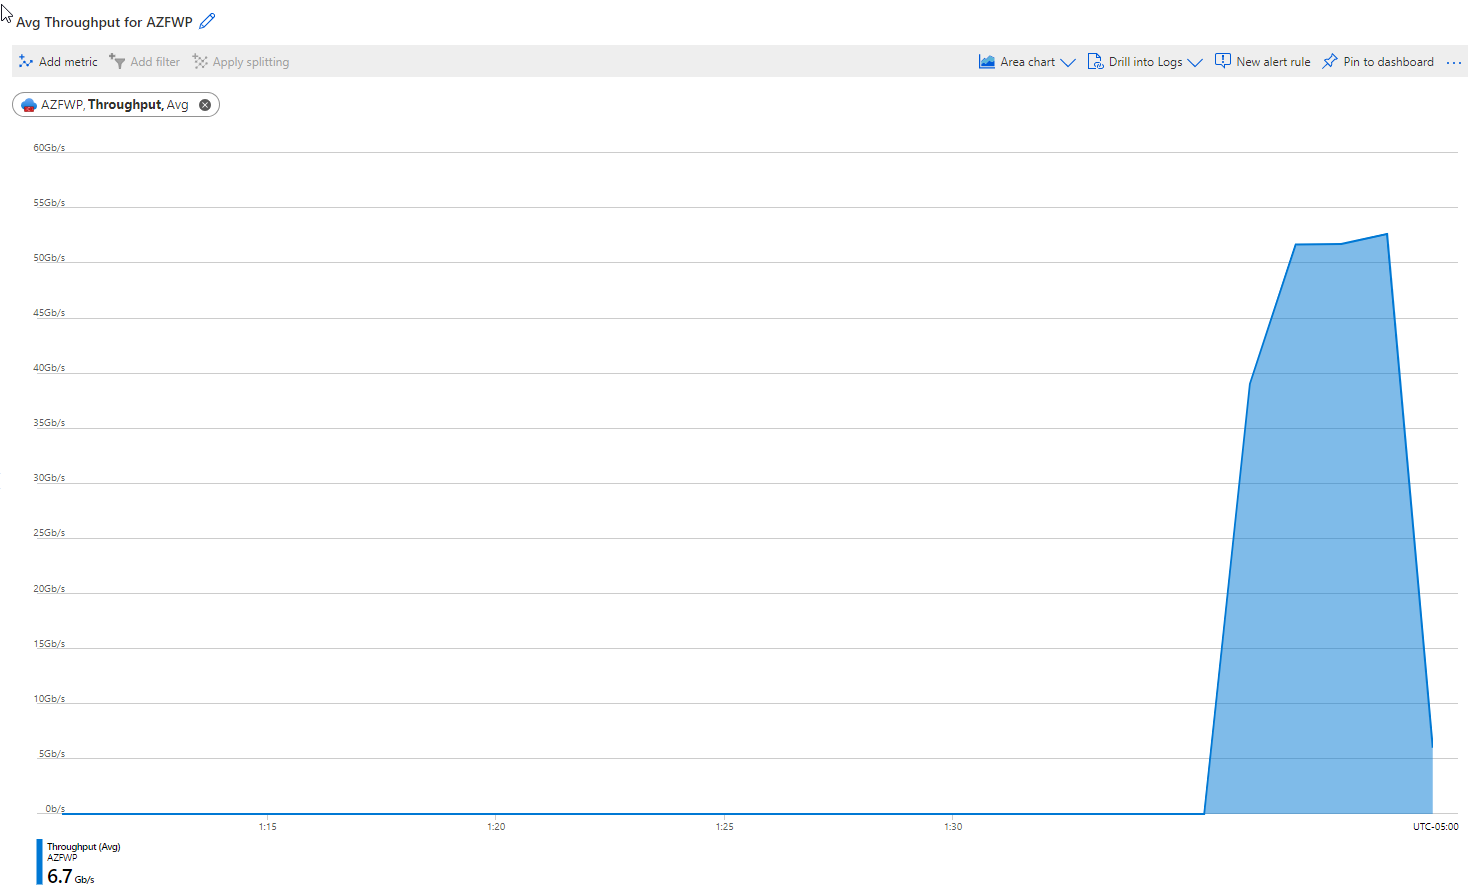 Avg Throughput for AZFWP
Add metric Add filter Apply splitting Area chart Drill into Logs New alert rule Pin to dashboard ...
AZFWP, Throughput, Avg
60Gb/s
55Gb/s
50Gb/s
45Gb/s
40Gb/s
35Gb/s
30Gb/s
25Gb/s
20Gb/s
15Gb/s
10Gb/s
5Gb/s
0b/s
1:15 1:20 1:25 1:30 UTC-05:00
Throughput (Avg)
AZFWP
6.7 Gb/s